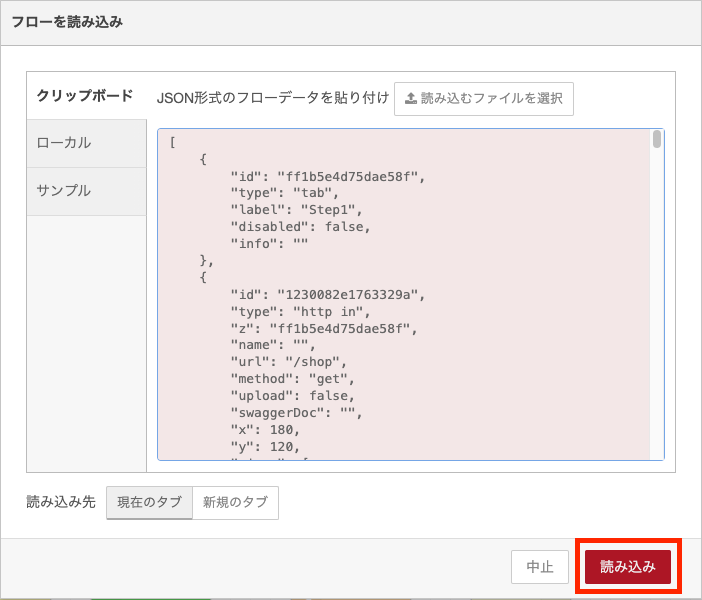 フローを読み込み
クリップボード
ローカル
サンプル
JSON形式のフローデータを貼り付け
読み込むファイルを選択
[
    {
        "id": "ff1b5e4d75dae58f",
        "type": "tab",
        "label": "Step1",
        "disabled": false,
        "info": ""
    },
    {
        "id": "1230082e1763329a",
        "type": "http in",
        "z": "ff1b5e4d75dae58f",
        "name": "",
        "url": "/shop",
        "method": "get",
        "upload": false,
        "swaggerDoc": "",
        "x": 180,
        "y": 120,
読み込み先
現在のタブ
新規のタブ
中止
読み込み